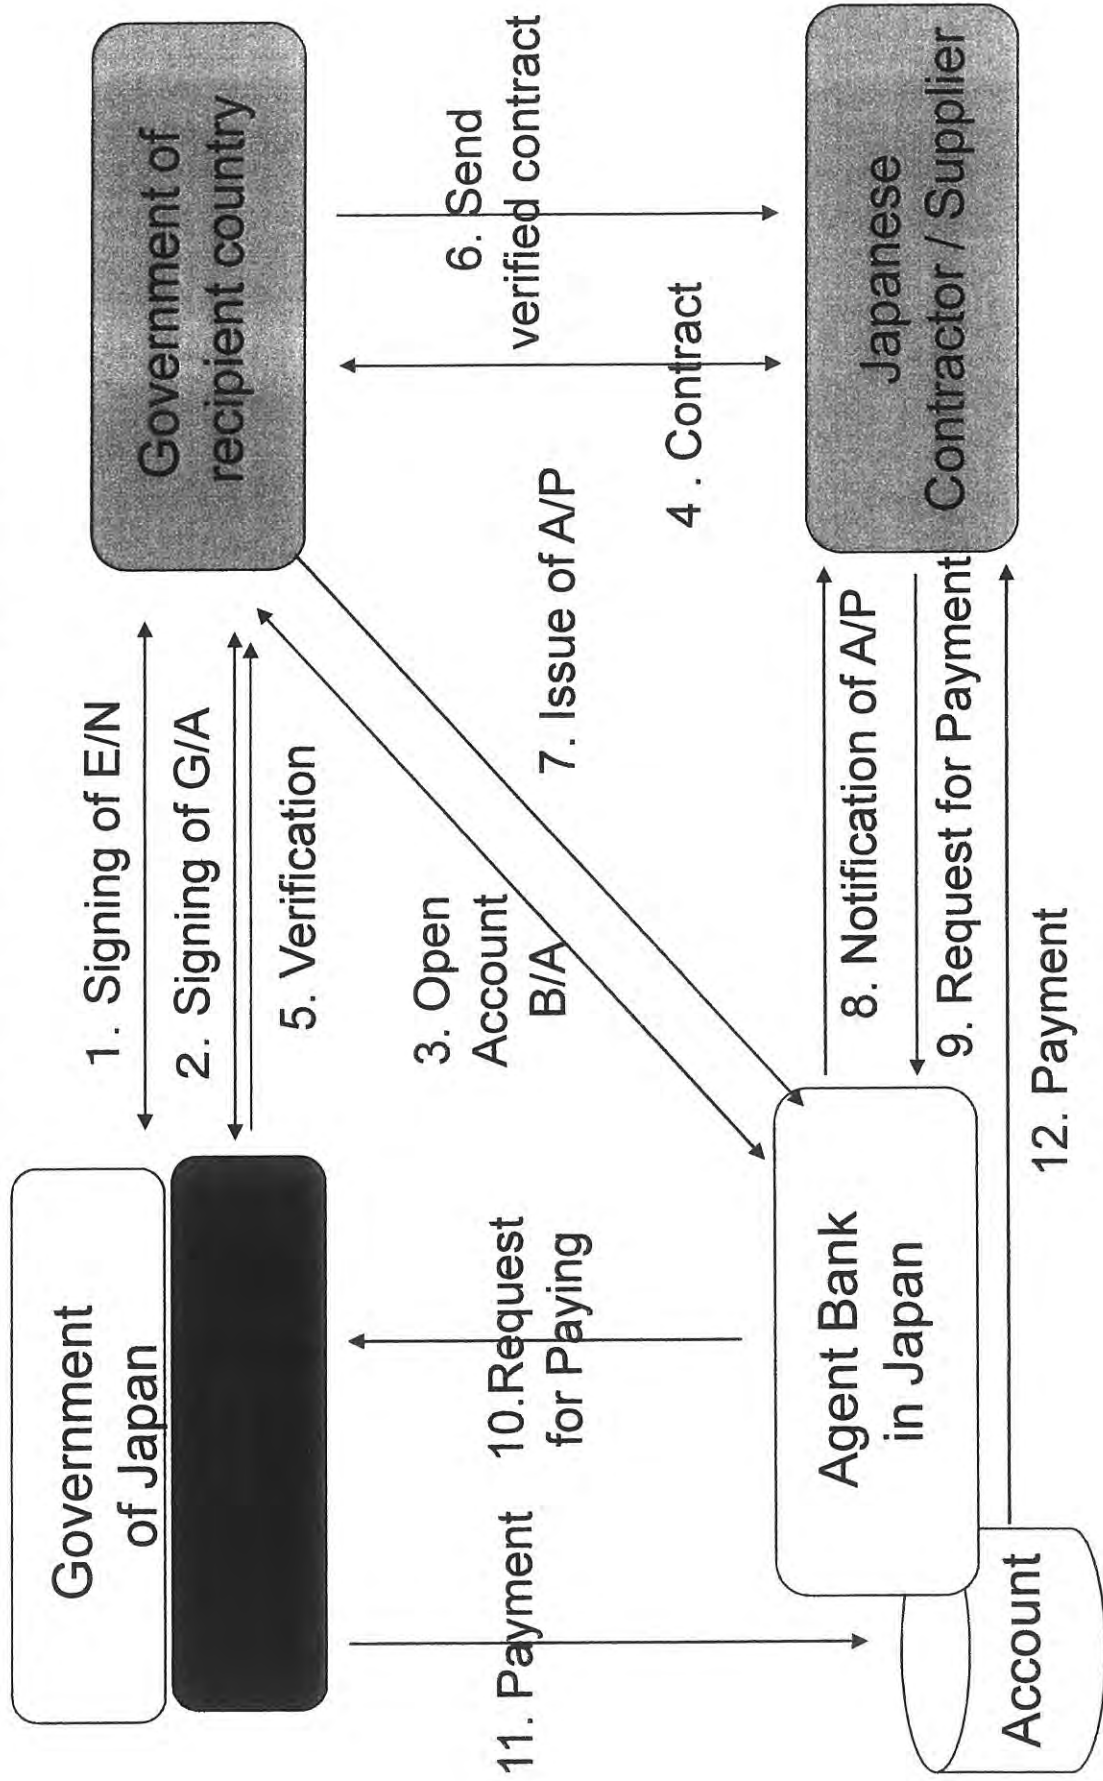 Government
of Japan
1. Signing of E/N
2. Signing of G/A
5. Verification
Government of
recipient country
3. Open
Account
B/A
7. Issue of A/P
4 . Contract
6. Send
verified contract
11. Payment
10.Request
for Paying
Agent Bank
in Japan
Account
8. Notification of A/P
9. Request for Payment
12. Payment
Japanese
Contractor / Supplier